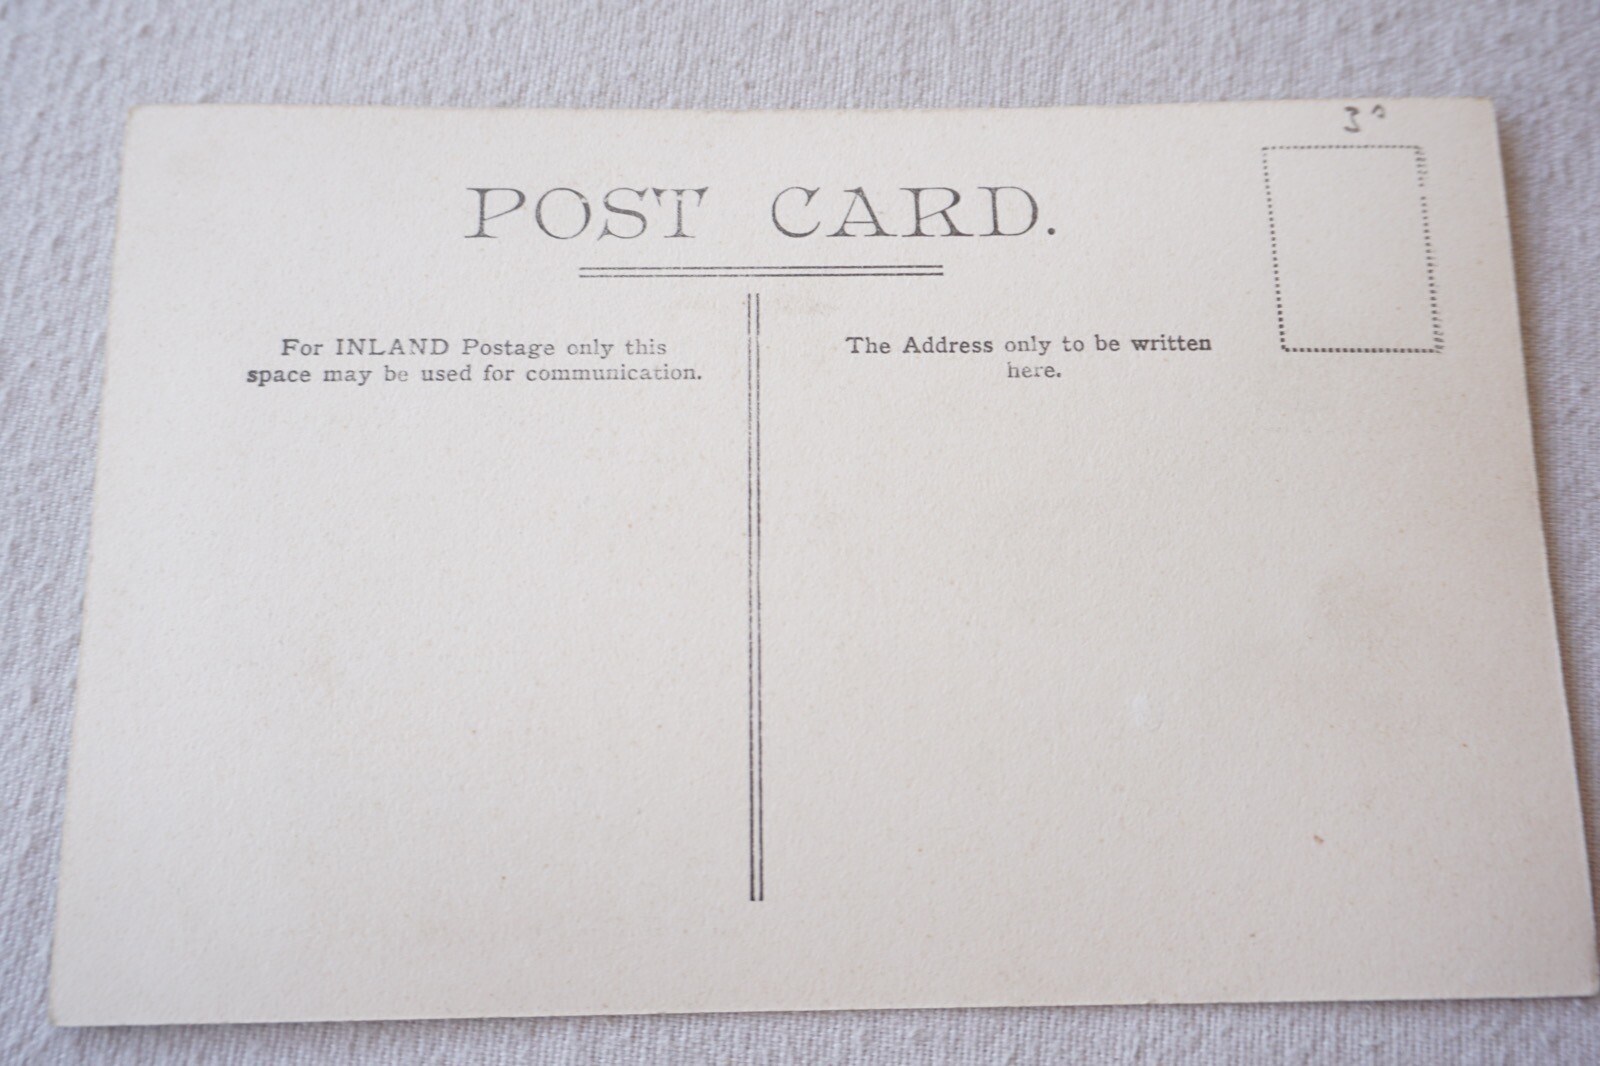 3⁰
POST CARD.
For INLAND Postage only this
space may be used for communication.
The Address only to be written
here.